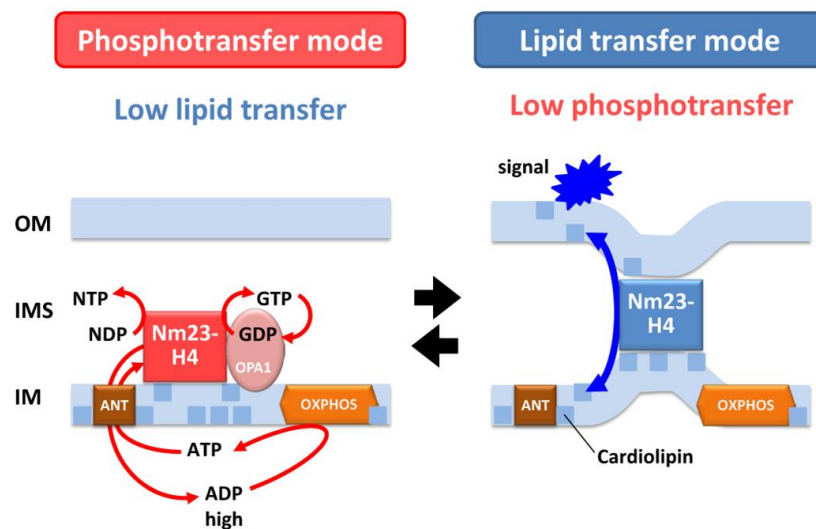 Phosphotransfer mode
Low lipid transfer
OM
IMS
IM
NTP
NDP
Nm23-
H4
GTP
GDP
OPA1
ANT
OXPHOS
ATP
ADP
high
Lipid transfer mode
Low phosphotransfer
signal
Nm23-
H4
ANT
OXPHOS
Cardiolipin